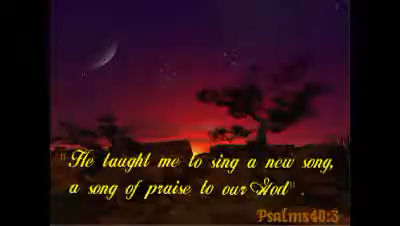 "He taught me to sing a new song,
a song of praise to our God".
Psalms40:3